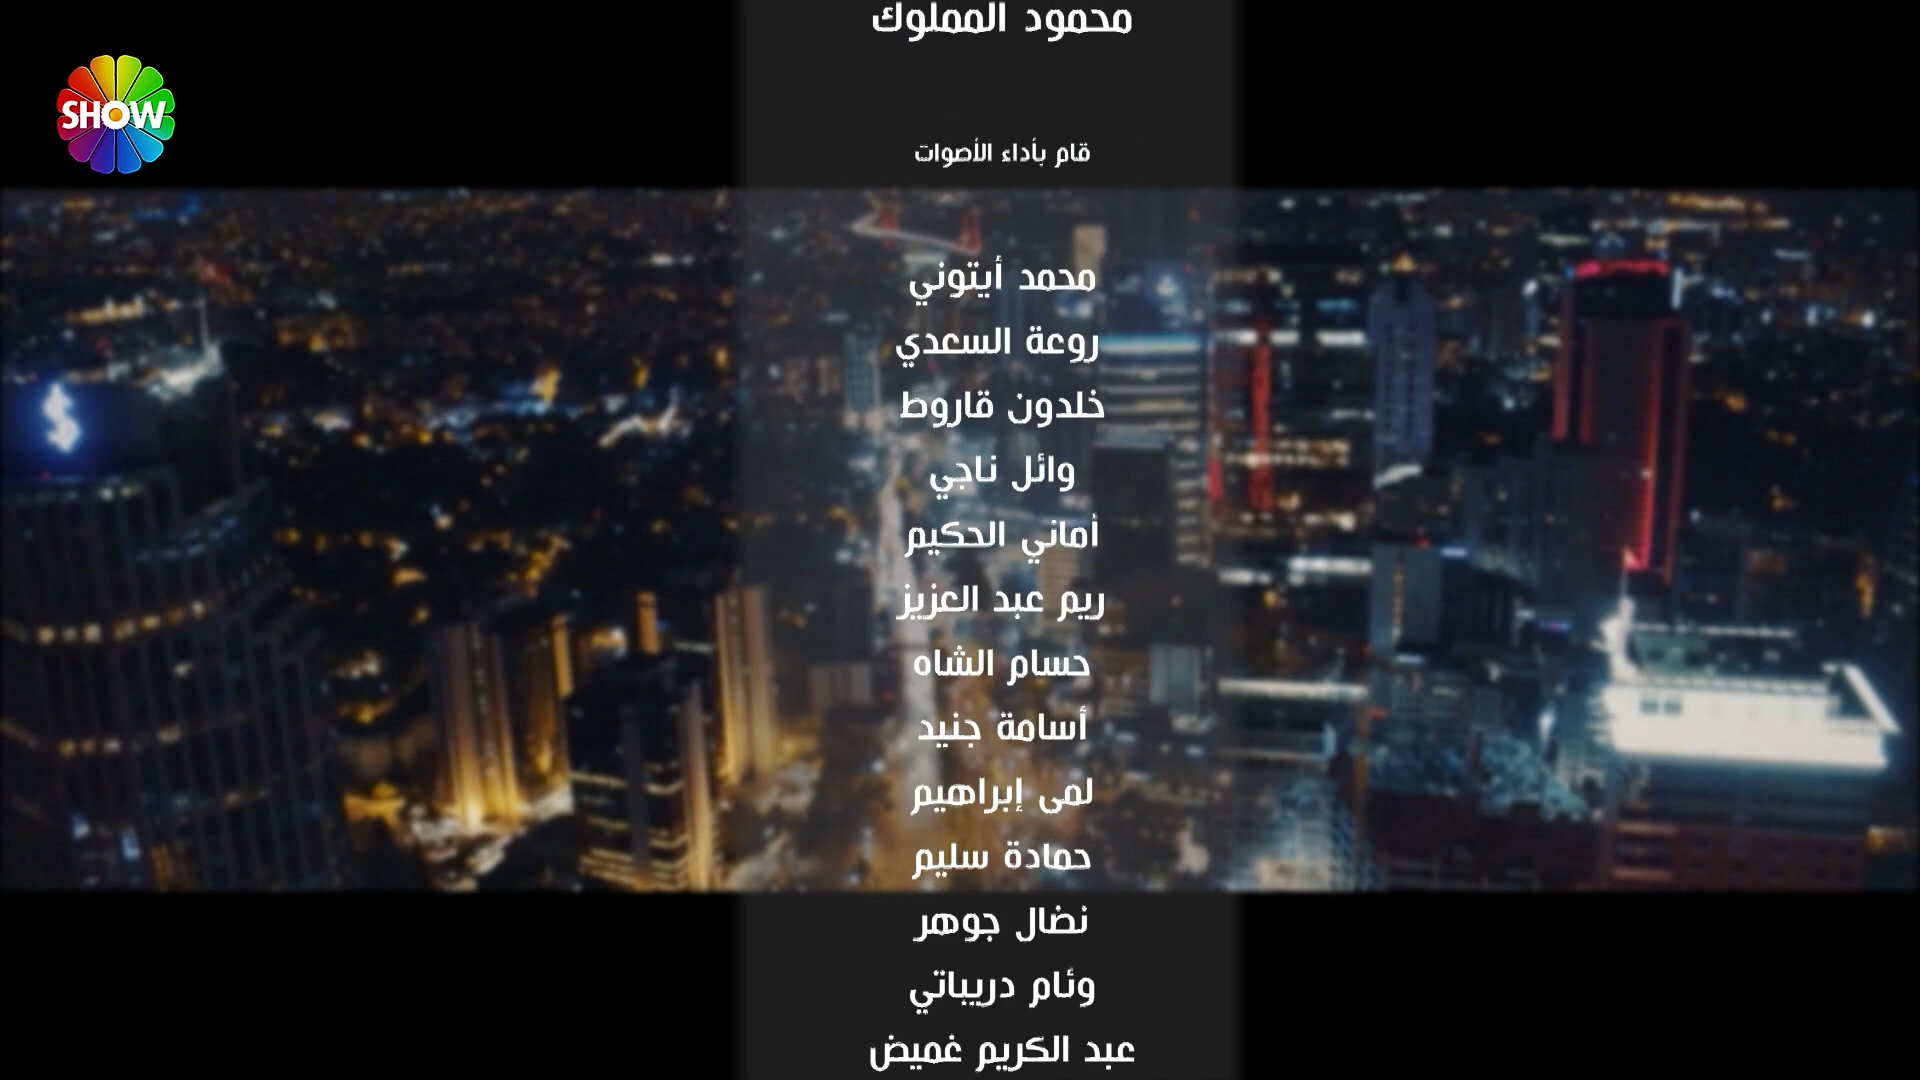 محمود المملوك
SHOW
قام بأداء الأصوات
محمد أيتوني
روعة السعدي
خلدون قاروط
وائل ناجي
أماني الحكيم
ريم عبد العزيز
حسام الشاه
أسامة جنيد
لمى إبراهيم
حمادة سليم
نضال جوهر
وئام دريباتي
عبد الكريم غميض